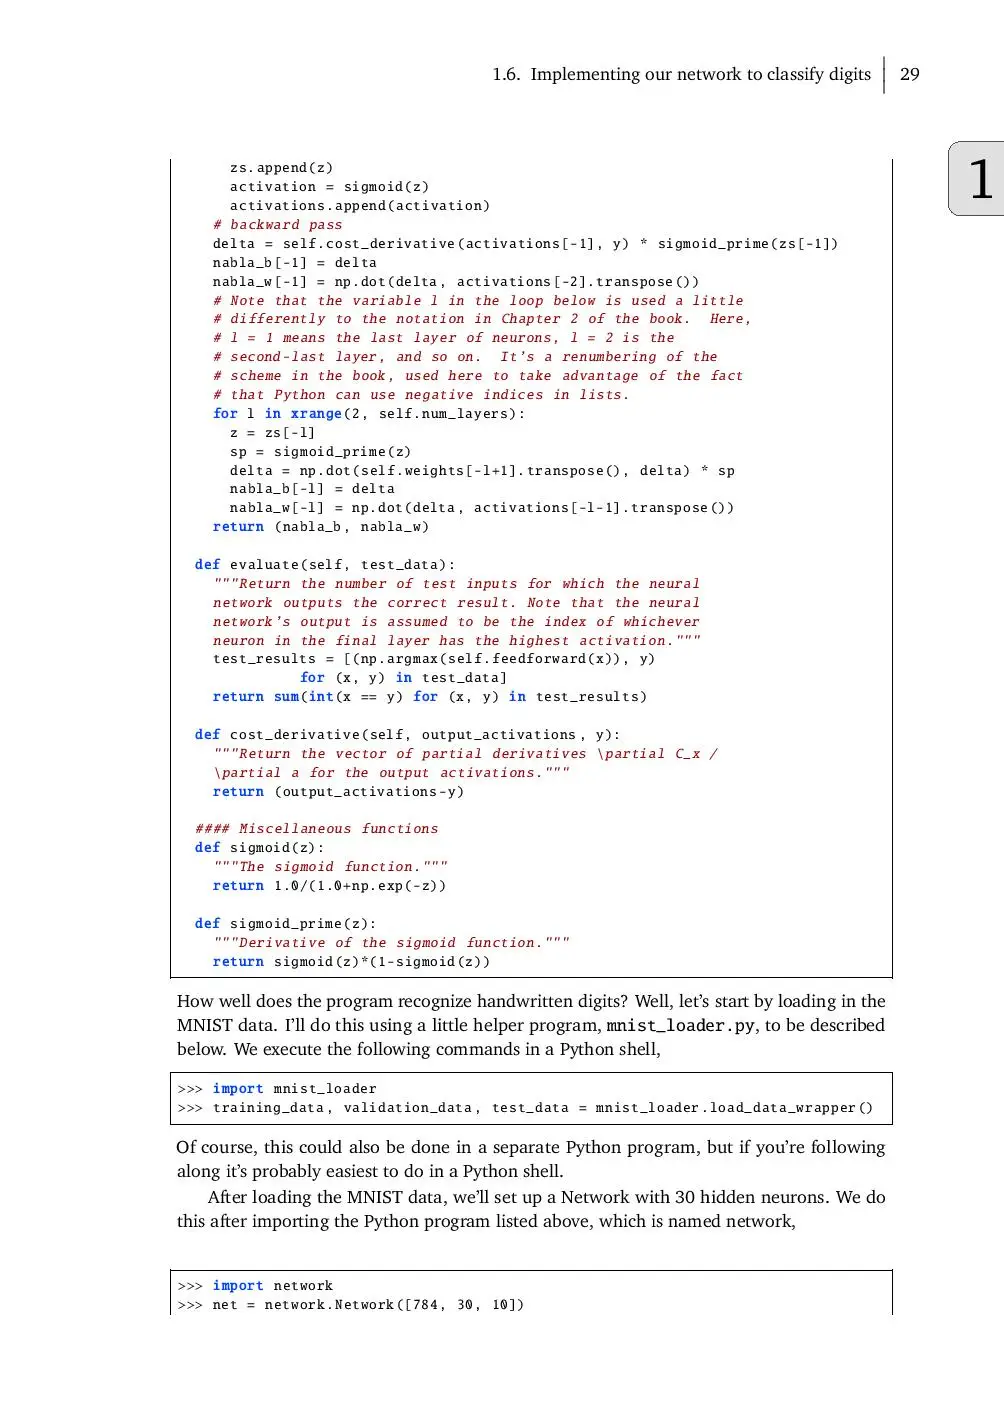 1.6. Implementing our network to classify digits 29
1
zs.append(z)
activation = sigmoid(z)
activations.append(activation)
# backward pass
delta = self.cost_derivative(activations[-1], y) * sigmoid_prime(zs[-1])
nabla_b[-1] = delta
nabla_w[-1] = np.dot(delta, activations[-2].transpose())
# Note that the variable l in the loop below is used a little
# differently to the notation in Chapter 2 of the book.  Here,
# l = 1 means the last layer of neurons, l = 2 is the
# second-last layer, and so on.  It's a renumbering of the
# scheme in the book, used here to take advantage of the fact
# that Python can use negative indices in lists.
for l in xrange(2, self.num_layers):
z = zs[-l]
sp = sigmoid_prime(z)
delta = np.dot(self.weights[-l+1].transpose(), delta) * sp
nabla_b[-l] = delta
nabla_w[-l] = np.dot(delta, activations[-l-1].transpose())
return (nabla_b, nabla_w)
def evaluate(self, test_data):
"""Return the number of test inputs for which the neural
network outputs the correct result. Note that the neural
network's output is assumed to be the index of whichever
neuron in the final layer has the highest activation."""
test_results = [(np.argmax(self.feedforward(x)), y)
for (x, y) in test_data]
return sum(int(x == y) for (x, y) in test_results)
def cost_derivative(self, output_activations, y):
"""Return the vector of partial derivatives \partial C_x /
\partial a for the output activations."""
return (output_activations-y)
#### Miscellaneous functions
def sigmoid(z):
"""The sigmoid function."""
return 1.0/(1.0+np.exp(-z))
def sigmoid_prime(z):
"""Derivative of the sigmoid function."""
return sigmoid(z)*(1-sigmoid(z))
How well does the program recognize handwritten digits? Well, let's start by loading in the
MNIST data. I'll do this using a little helper program, mnist_loader.py, to be described
below. We execute the following commands in a Python shell,
>>> import mnist_loader
>>> training_data, validation_data, test_data = mnist_loader.load_data_wrapper()
Of course, this could also be done in a separate Python program, but if you're following
along it's probably easiest to do in a Python shell.
After loading the MNIST data, we'll set up a Network with 30 hidden neurons. We do
this after importing the Python program listed above, which is named network,
>>> import network
>>> net = network.Network([784, 30, 10])